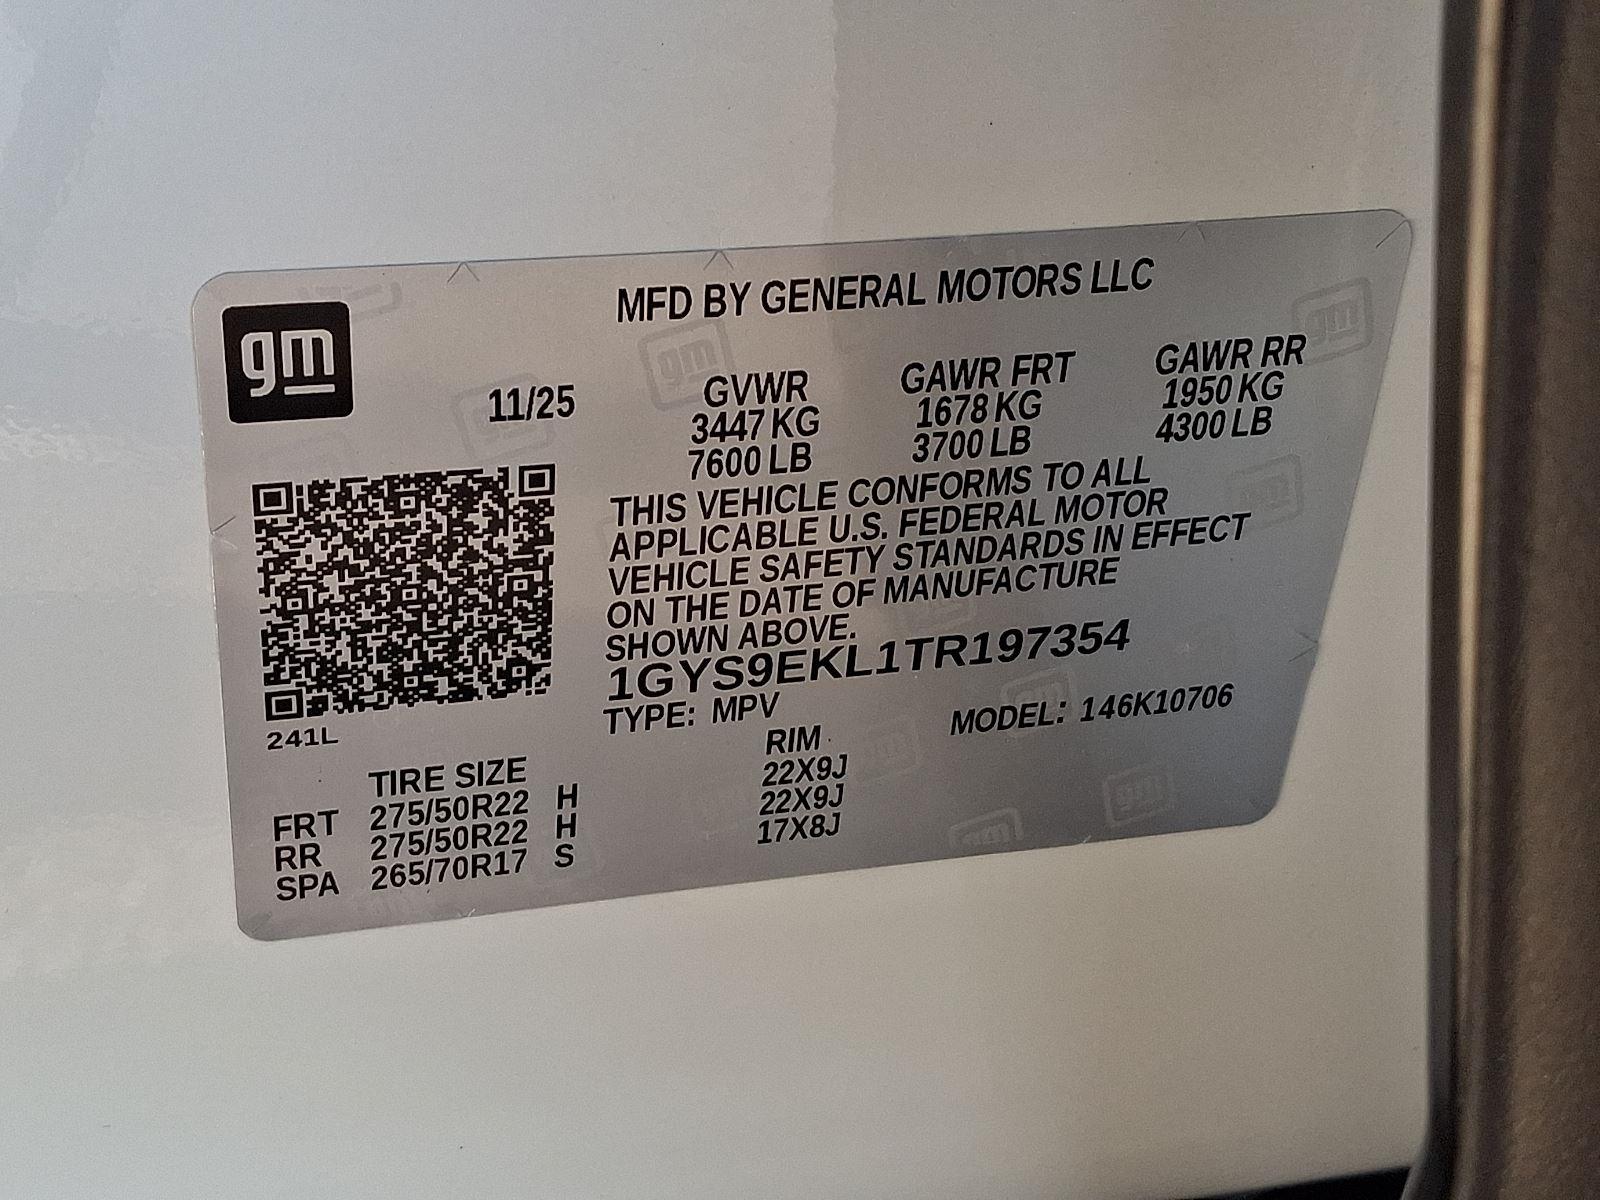 gm
MFD BY GENERAL MOTORS LLC
11/25
GVWR GAWR FRT GAWR RR
3447 KG 1678 KG 1950 KG
7600 LB 3700 LB 4300 LB
THIS VEHICLE CONFORMS TO ALL
APPLICABLE U.S. FEDERAL MOTOR
VEHICLE SAFETY STANDARDS IN EFFECT
ON THE DATE OF MANUFACTURE
SHOWN ABOVE.
1GYS9EKL1TR197354
TYPE: MPV MODEL: 146K10706
241L
TIRE SIZE RIM
FRT 275/50R22 H 22X9J
RR 275/50R22 H 22X9J
SPA 265/70R17 S 17X8J